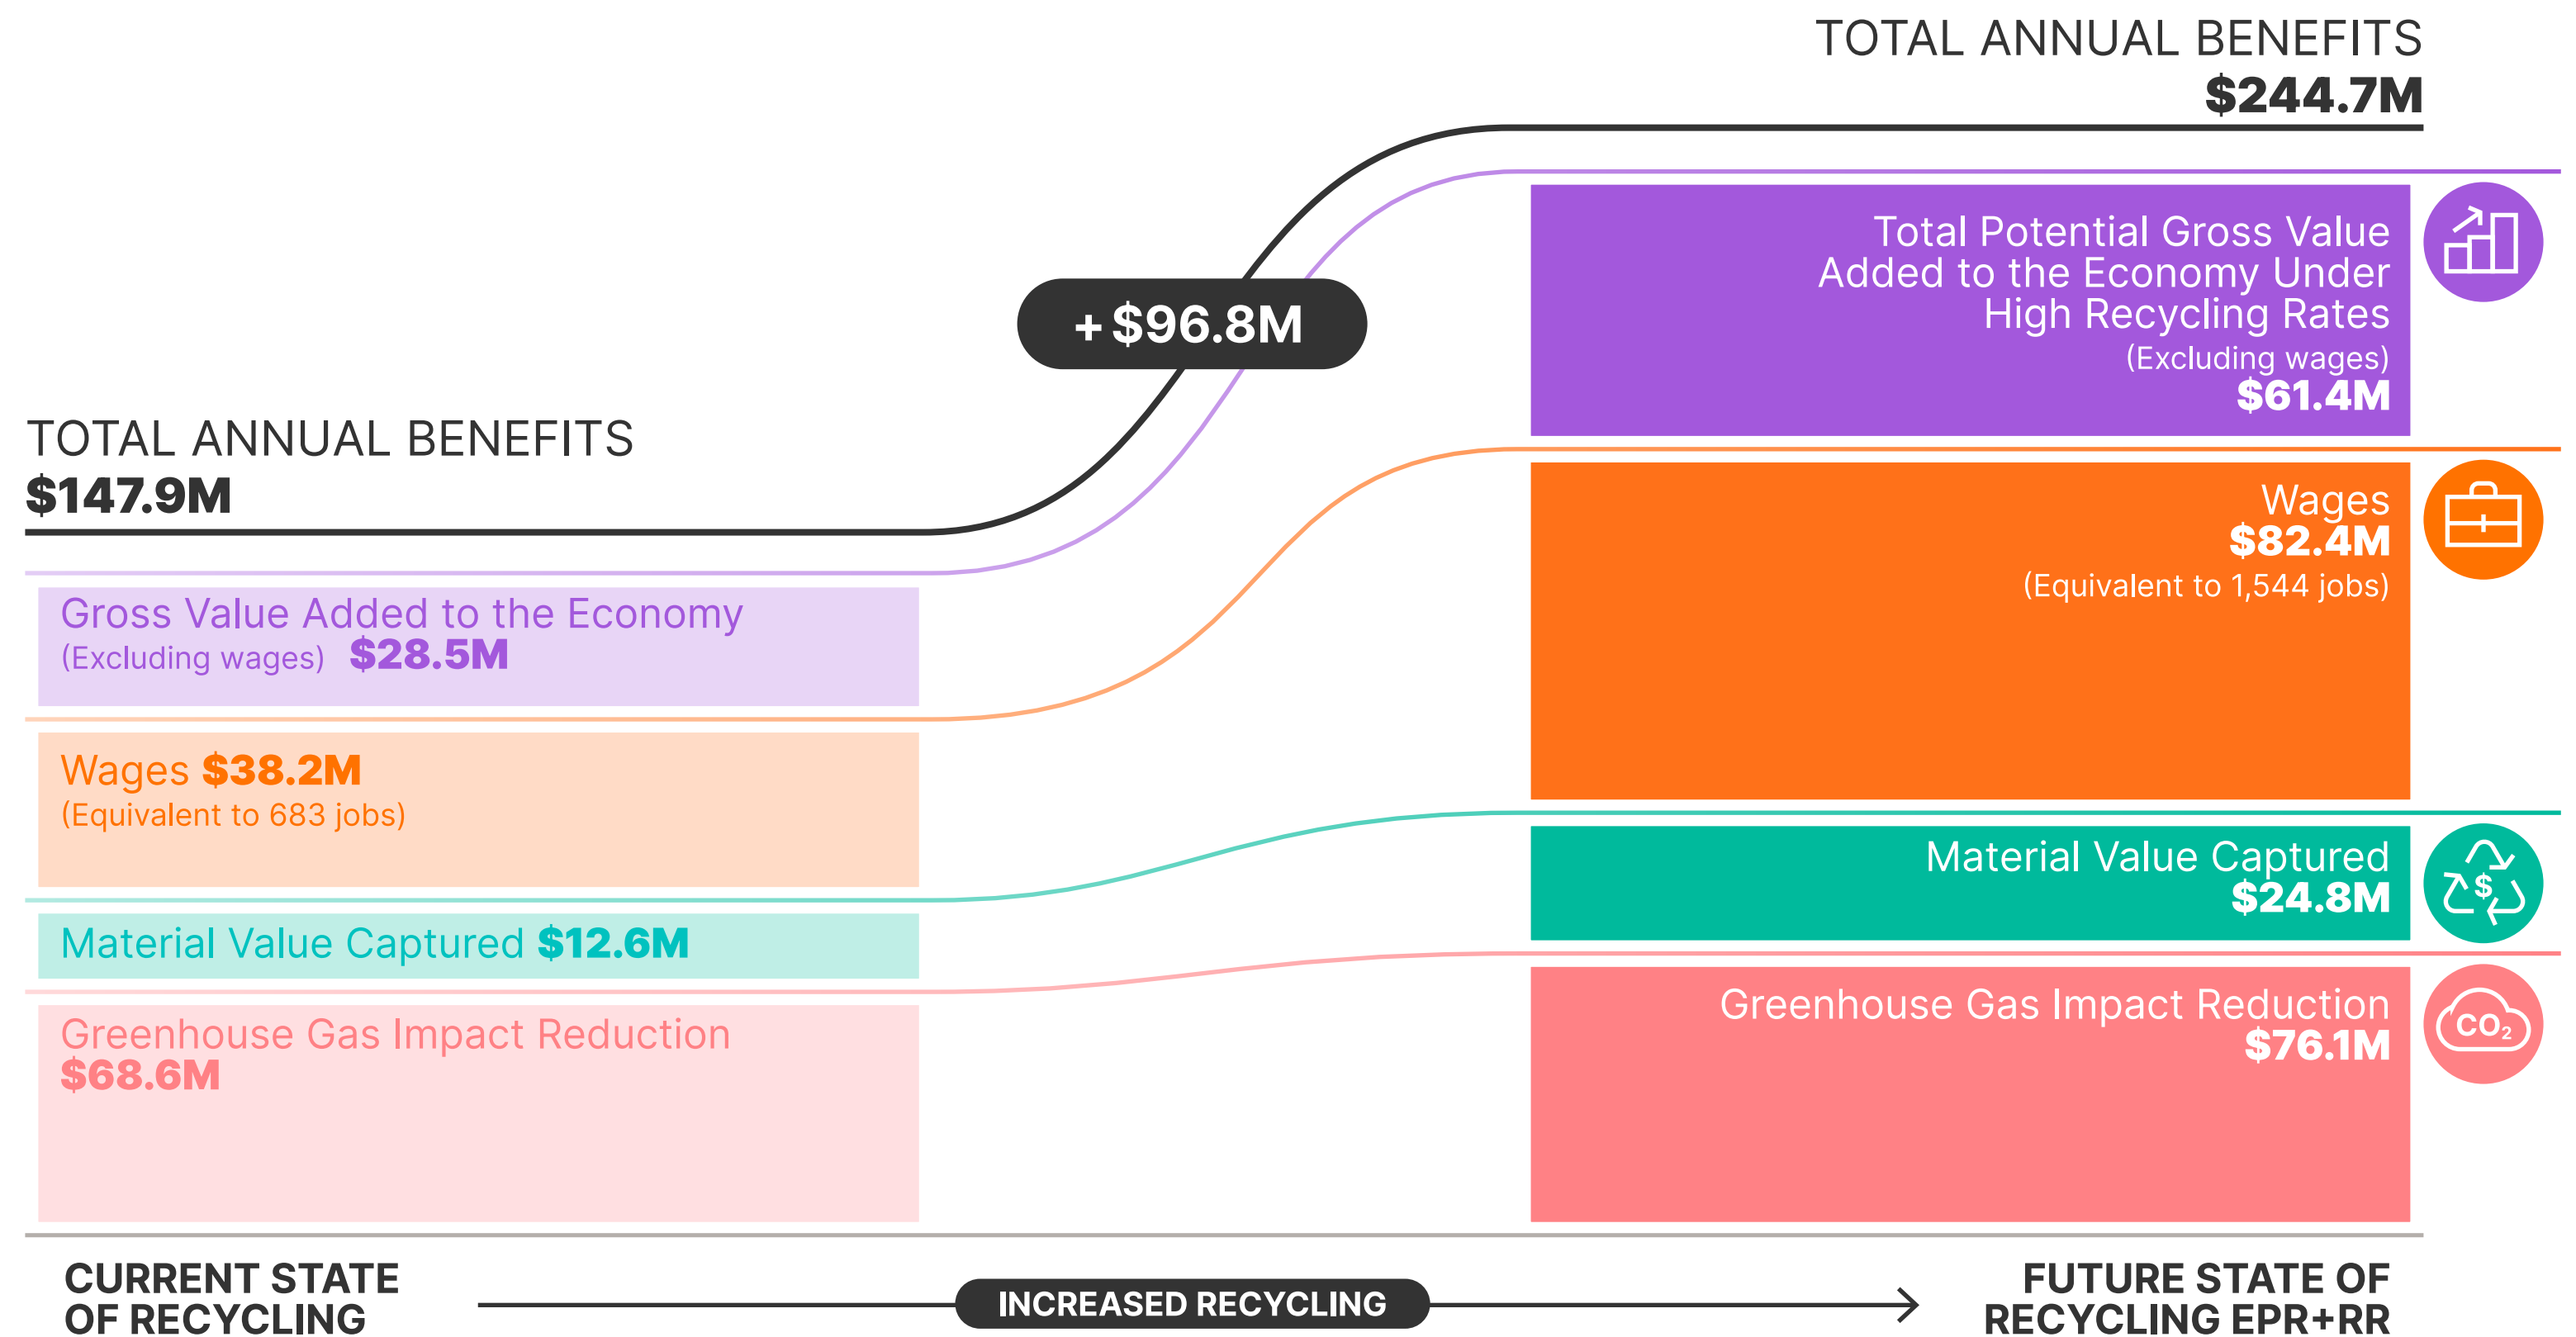 TOTAL ANNUAL BENEFITS
$244.7M
Total Potential Gross Value
Added to the Economy Under
High Recycling Rates
(Excluding wages)
$61.4M
+$96.8M
TOTAL ANNUAL BENEFITS
$147.9M
Wages
$82.4M
(Equivalent to 1,544 jobs)
Gross Value Added to the Economy
(Excluding wages) $28.5M
Wages $38.2M
(Equivalent to 683 jobs)
Material Value Captured
$24.8M
$
Material Value Captured $12.6M
Greenhouse Gas Impact Reduction
$76.1M
CO₂
Greenhouse Gas Impact Reduction
$68.6M
CURRENT STATE
OF RECYCLING
INCREASED RECYCLING
FUTURE STATE OF
RECYCLING EPR+RR